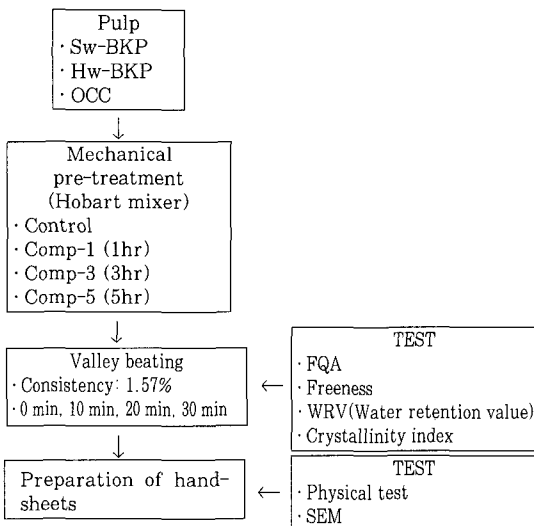 Pulp
· Sw-BKP
· Hw-BKP
· OCC
Mechanical
pre-treatment
(Hobart mixer)
· Control
· Comp-1 (1hr)
· Comp-3 (3hr)
· Comp-5 (5hr)
Valley beating
· Consistency: 1.57%
· 0 min, 10 min, 20 min, 30 min
TEST
· FQA
· Freeness
· WRV(Water retention value)
· Crystallinity index
Preparation of hand-
sheets
TEST
· Physical test
· SEM